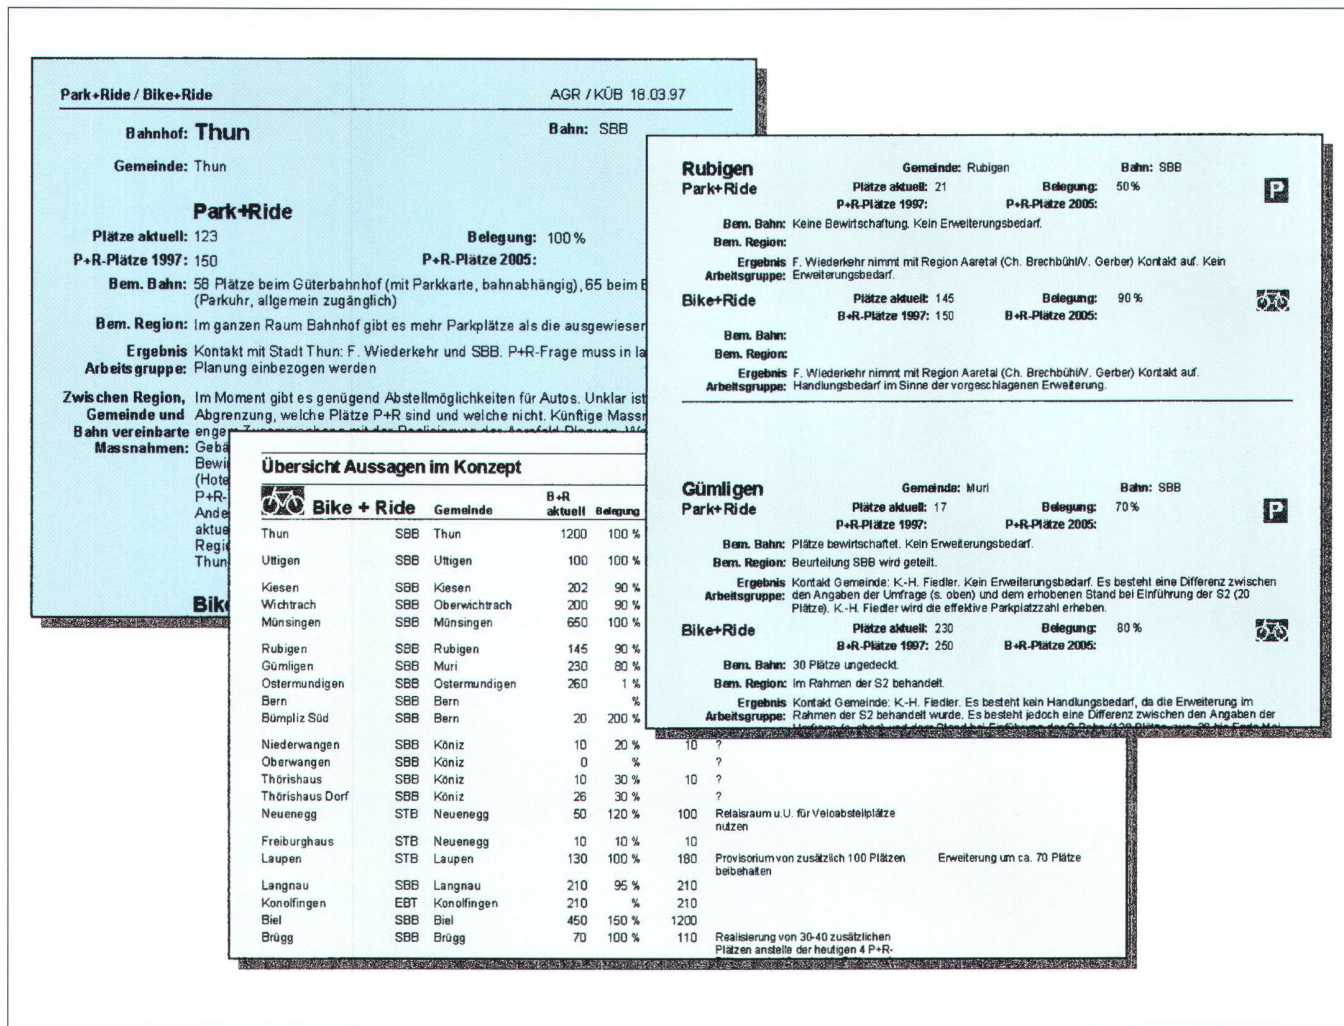 Park+Ride / Bike+Ride AGR / KÜB 18.03.97
Bahnhof: Thun Bahn: SBB
Gemeinde: Thun
Park+Ride
Plätze aktuell: 123 Belegung: 100 %
P+R-Plätze 1997: 150 P+R-Plätze 2005:
Bem. Bahn: 58 Plätze beim Güterbahnhof (mit Parkkarte, bahnabhängig), 65 beim
(Parkuhr, allgemein zugänglich)
Bem. Region: Im ganzen Raum Bahnhof gibt es mehr Parkplätze als die
Ergebnis Kontakt mit Stadt Thun: F. Wiederkehr und SBB. P+R-Frage muss in
Arbeitsgruppe: Planung einbezogen werden
Zwischen Region, Im Moment gibt es genügend Abstellmöglichkeiten für Autos. Unklar ist
Gemeinde und Abgrenzung, welche Plätze P+R sind und welche nicht. Künftige
Bahn vereinbarte
Massnahmen:
P+R-
Thun
Rubigen Gemeinde: Rubigen Bahn: SBB
Park+Ride Plätze aktuell: 21 Belegung: 50% P
P+R-Plätze 1997: P+R-Plätze 2005:
Bem. Bahn: Keine Bewirtschaftung. Kein Erweiterungsbedarf.
Bem. Region:
Ergebnis F. Wiederkehr nimmt mit Region Aaretal (Ch. Brechbühl/V. Gerber) Kontakt auf. Kein
Arbeitsgruppe: Erweiterungsbedarf.
Bike+Ride Plätze aktuell: 145 Belegung: 90 %
B+R-Plätze 1997: 150 B+R-Plätze 2005:
Bem. Bahn:
Bem. Region:
Ergebnis F. Wiederkehr nimmt mit Region Aaretal (Ch. Brechbühl/V. Gerber) Kontakt auf.
Arbeitsgruppe: Handlungsbedarf im Sinne der vorgeschlagenen Erweiterung.
Gümligen Gemeinde: Muri Bahn: SBB
Park+Ride Plätze aktuell: 17 Belegung: 70% P
P+R-Plätze 1997: P+R-Plätze 2005:
Bem. Bahn: Plätze bewirtschaftet. Kein Erweiterungsbedarf.
Bem. Region: Beurteilung SBB wird geteilt.
Ergebnis Kontakt Gemeinde: K.-H. Fiedler. Kein Erweiterungsbedarf. Es besteht eine Differenz zwischen
Arbeitsgruppe: den Angaben der Umfrage (s. oben) und dem erhobenen Stand bei Einführung der S2 (20
Plätze). K.-H. Fiedler wird die effektive Parkplatzzahl erheben.
Bike+Ride Plätze aktuell: 230 Belegung: 80 %
B+R-Plätze 1997: 250 B+R-Plätze 2005:
Bem. Bahn: 30 Plätze ungedeckt.
Bem. Region: Im Rahmen der S2 behandelt.
Ergebnis Kontakt Gemeinde: K.-H. Fiedler. Es besteht kein Handlungsbedarf, da die Erweiterung im
Arbeitsgruppe: Rahmen der S2 behandelt wurde. Es besteht jedoch eine Differenz zwischen den Angaben der
Übersicht Aussagen im Konzept
B+R
Bike + Ride Gemeinde aktuell Belegung
Thun SBB Thun 1200 100 %
Uttigen SBB Uttigen 100 100 %
Kiesen SBB Kiesen 202 90 %
Wichtrach SBB Oberwichtrach 200 90 %
Münsingen SBB Münsingen 650 100 %
Rubigen SBB Rubigen 145 90 %
Gümligen SBB Muri 230 80 %
Ostermundigen SBB Ostermundigen 260 1 %
Bern SBB Bern %
Bümpliz Süd SBB Bern 20 200 %
Niederwangen SBB Köniz 10 20 % 10 ?
Oberwangen SBB Köniz 0 % ?
Thörishaus SBB Köniz 10 30 % 10 ?
Thörishaus Dorf SBB Köniz 26 30 % ?
Neuenegg STB Neuenegg 50 120 % 100 Relaisraum u.U. für Veloabstellplätze
nutzen
Freiburghaus STB Neuenegg 10 10 % 10
Laupen STB Laupen 130 100 % 180 Provisorium von zusätzlich 100 Plätzen Erweiterung um ca. 70 Plätze
beibehalten
Langnau SBB Langnau 210 95 % 210
Konolfingen EBT Konolfingen 210 % 210
Biel SBB Biel 450 150 % 1200
Brügg SBB Brügg 70 100 % 110 Realisierung von 30-40 zusätzlichen
Plätzen anstelle der heutigen 4 P+R-